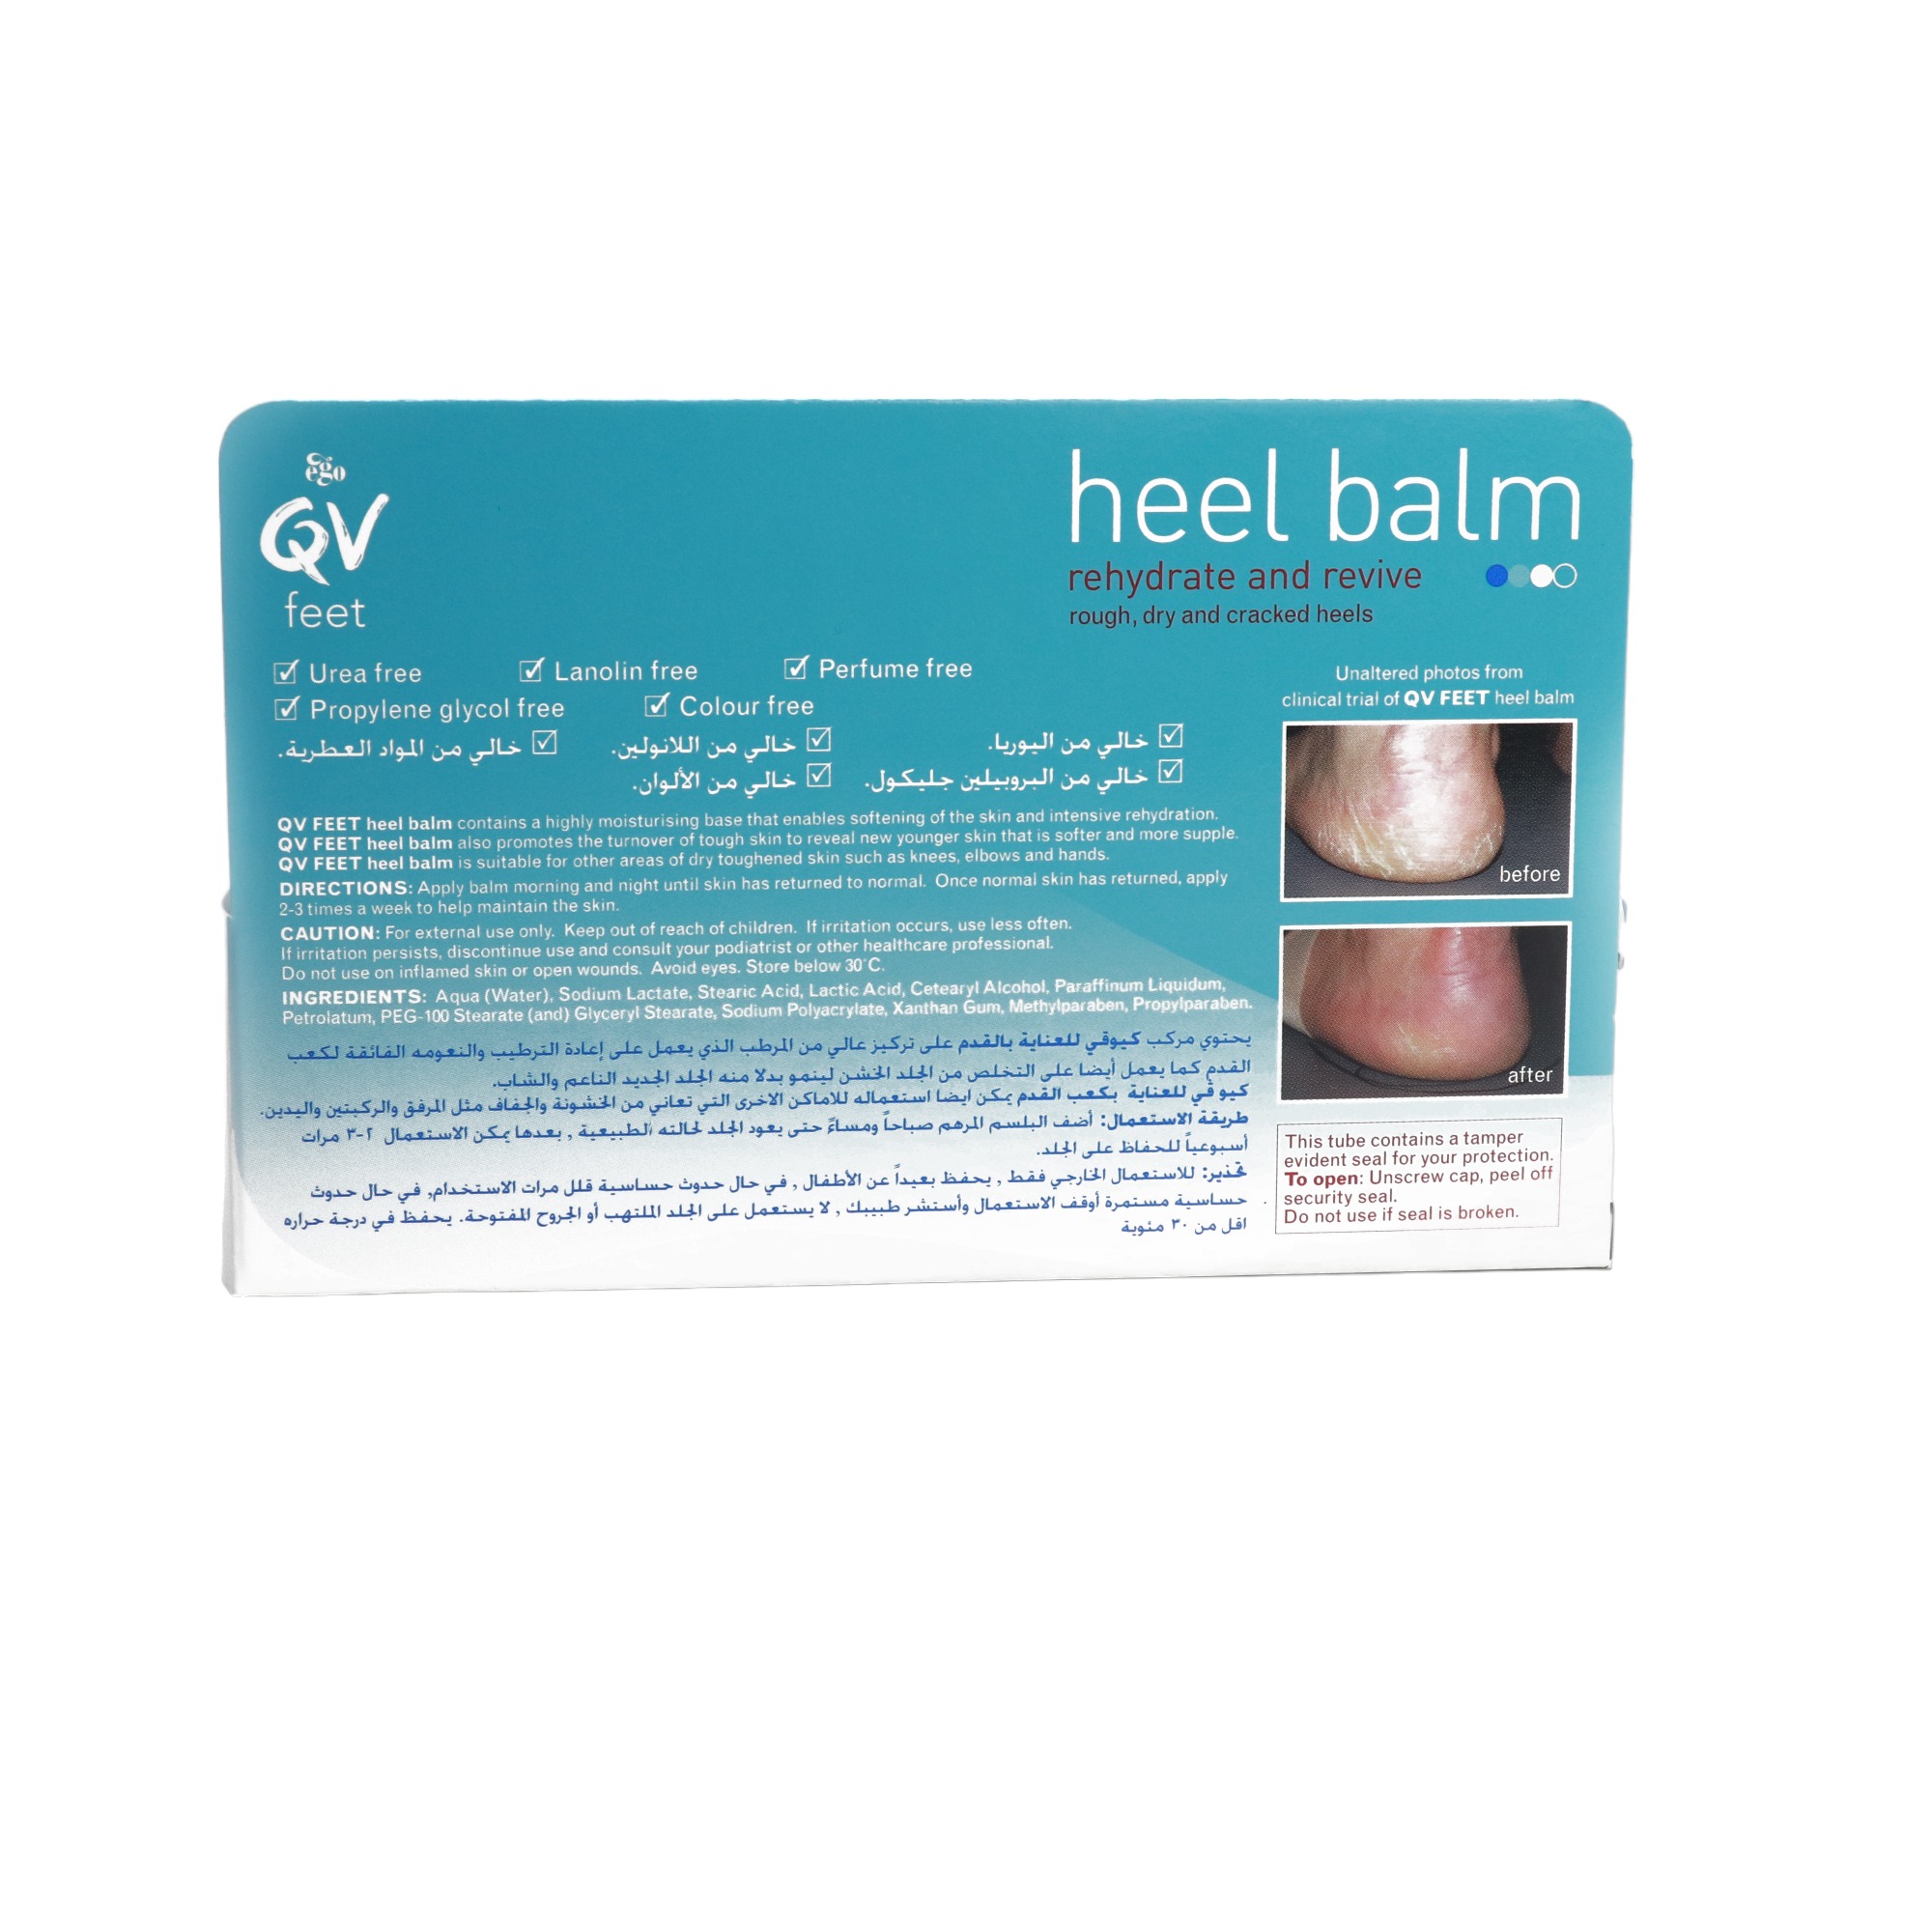 ego
QV
feet
heel balm
rehydrate and revive
rough, dry and cracked heels
Urea free
Lanolin free
Perfume free
Propylene glycol free
Colour free
خالي من اليوريا.
خالي من اللانولين.
خالي من المواد العطرية.
خالي من البروبيلين جليكول.
خالي من الألوان.
QV FEET heel balm contains a highly moisturising base that enables softening of the skin and intensive rehydration.
QV FEET heel balm also promotes the turnover of tough skin to reveal new younger skin that is softer and more supple.
QV FEET heel balm is suitable for other areas of dry toughened skin such as knees, elbows and hands.
DIRECTIONS: Apply balm morning and night until skin has returned to normal. Once normal skin has returned, apply
2-3 times a week to help maintain the skin.
CAUTION: For external use only. Keep out of reach of children. If irritation occurs, use less often.
If irritation persists, discontinue use and consult your podiatrist or other healthcare professional.
Do not use on inflamed skin or open wounds. Avoid eyes. Store below 30°C.
INGREDIENTS: Aqua (Water), Sodium Lactate, Stearic Acid, Lactic Acid, Cetearyl Alcohol, Paraffinum Liquidum,
Petrolatum, PEG-100 Stearate (and) Glyceryl Stearate, Sodium Polyacrylate, Xanthan Gum, Methylparaben, Propylparaben.
يحتوي مركب كيوفي للعناية بالقدم على تركيز عالي من المرطب الذي يعمل على إعادة الترطيب والنعومه الفائقة لكعب
القدم كما يعمل أيضا على التخلص من الجلد الخشن لينمو بدلا منه الجلد الجديد الناعم والشاب.
كيو في للعناية بكعب القدم يمكن ايضا استعماله للاماكن الاخرى التي تعاني من الخشونة والجفاف مثل المرفق والركبتين واليدين.
طريقة الاستعمال: أضف البلسم المرهم صباحاً ومساءً حتى يعود الجلد لحالته الطبيعية , بعدها يمكن الاستعمال ٢-٣ مرات
أسبوعياً للحفاظ على الجلد.
تحذير: للاستعمال الخارجي فقط , يحفظ بعيداً عن الأطفال , في حال حدوث حساسية قلل مرات الاستخدام, في حال حدوث
حساسية مستمرة أوقف الاستعمال وأستشر طبيبك , لا يستعمل على الجلد الملتهب أو الجروح المفتوحة. يحفظ في درجة حراره
اقل من ٣٠ مئوية
Unaltered photos from
clinical trial of QV FEET heel balm
before
after
This tube contains a tamper
evident seal for your protection.
To open: Unscrew cap, peel off
security seal.
Do not use if seal is broken.